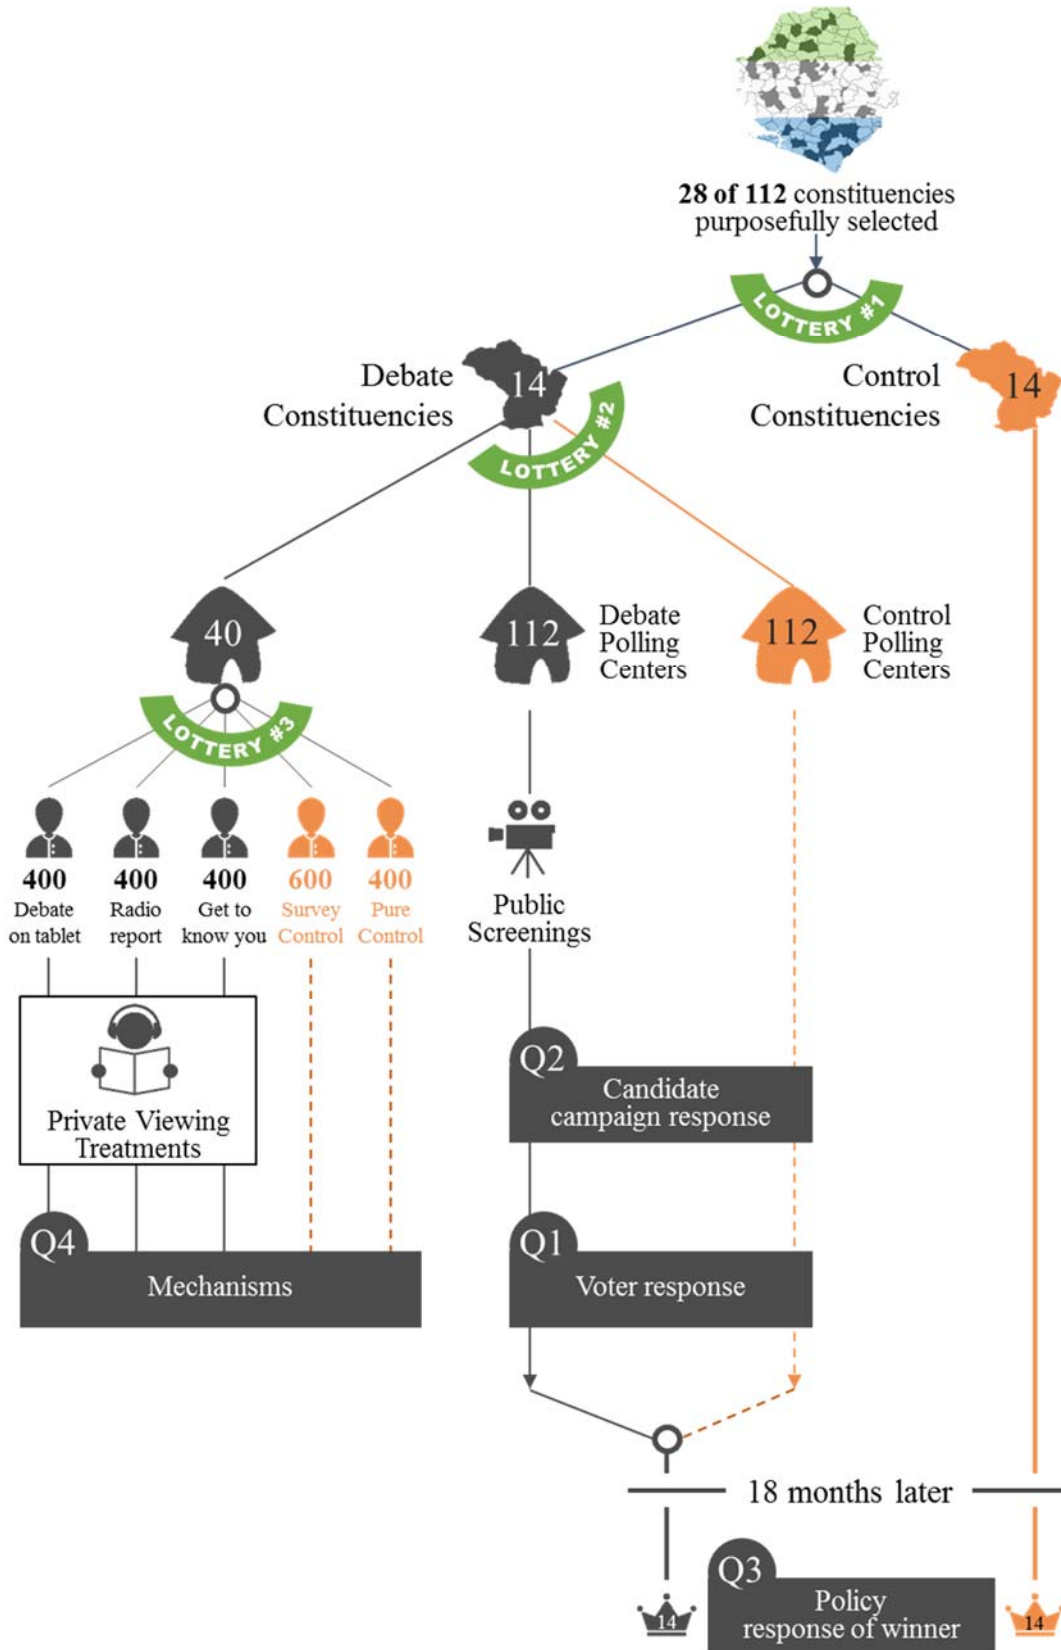 28 of 112 constituencies
purposefully selected
LOTTERY #1
Debate
Constituencies
14
Control
Constituencies
14
LOTTERY #2
40
112
Debate
Polling
Centers
112
Control
Polling
Centers
LOTTERY #3
400
Debate
on tablet
400
Radio
report
400
Get to
know you
600
Survey
Control
400
Pure
Control
Public
Screenings
Private Viewing
Treatments
Q2
Candidate
campaign response
Q4
Mechanisms
Q1
Voter response
18 months later
Q3
Policy
response of winner
14
14